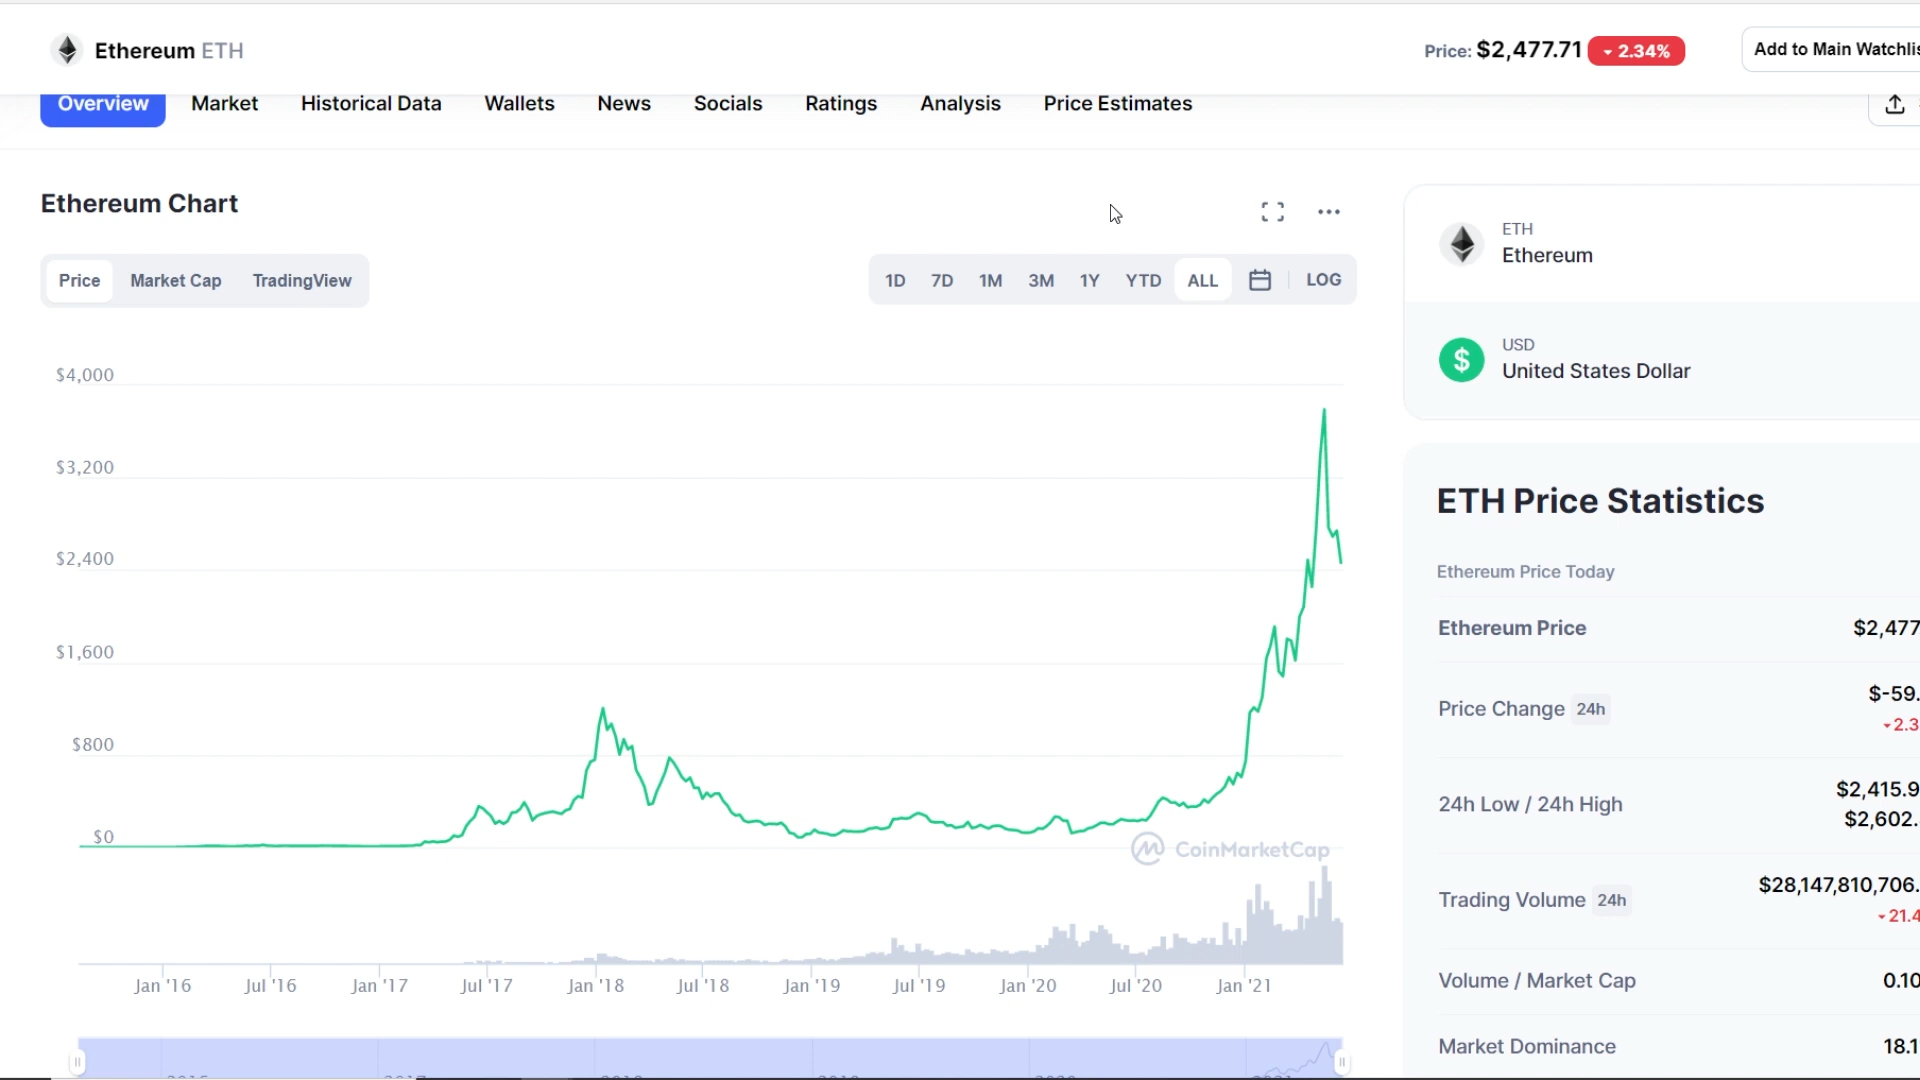 Ethereum ETH
Price: $2,477.71 2.34%
Add to Main Watchlis
Overview Market Historical Data Wallets News Socials Ratings Analysis Price Estimates
Ethereum Chart
Price Market Cap TradingView
1D 7D 1M 3M 1Y YTD ALL LOG
$4,000
$3,200
$2,400
$1,600
$800
$0
CoinMarketCap
Jan '16 Jul '16 Jan '17 Jul '17 Jan '18 Jul '18 Jan '19 Jul '19 Jan '20 Jul '20 Jan '21
ETH
Ethereum
USD
United States Dollar
ETH Price Statistics
Ethereum Price Today
Ethereum Price $2,477
Price Change 24h $-59.
2.3
24h Low / 24h High $2,415.9
$2,602.
Trading Volume 24h $28,147,810,706.
21.4
Volume / Market Cap 0.10
Market Dominance 18.1